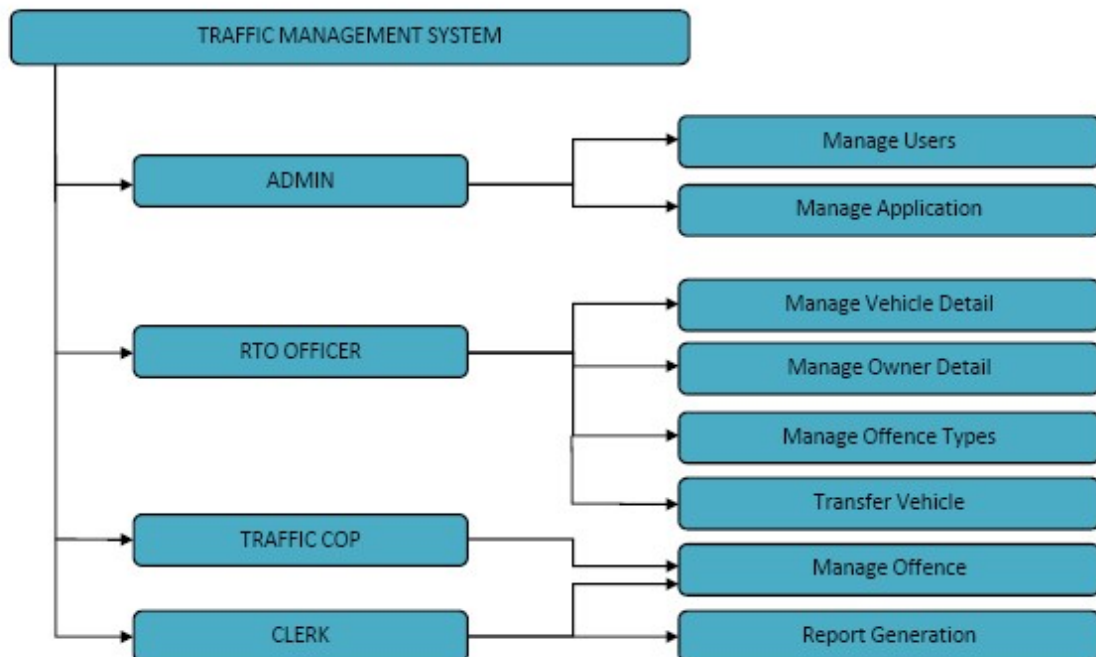 TRAFFIC MANAGEMENT SYSTEM
Manage Users
ADMIN
Manage Application
Manage Vehicle Detail
RTO OFFICER
Manage Owner Detail
Manage Offence Types
Transfer Vehicle
TRAFFIC COP
Manage Offence
CLERK
Report Generation